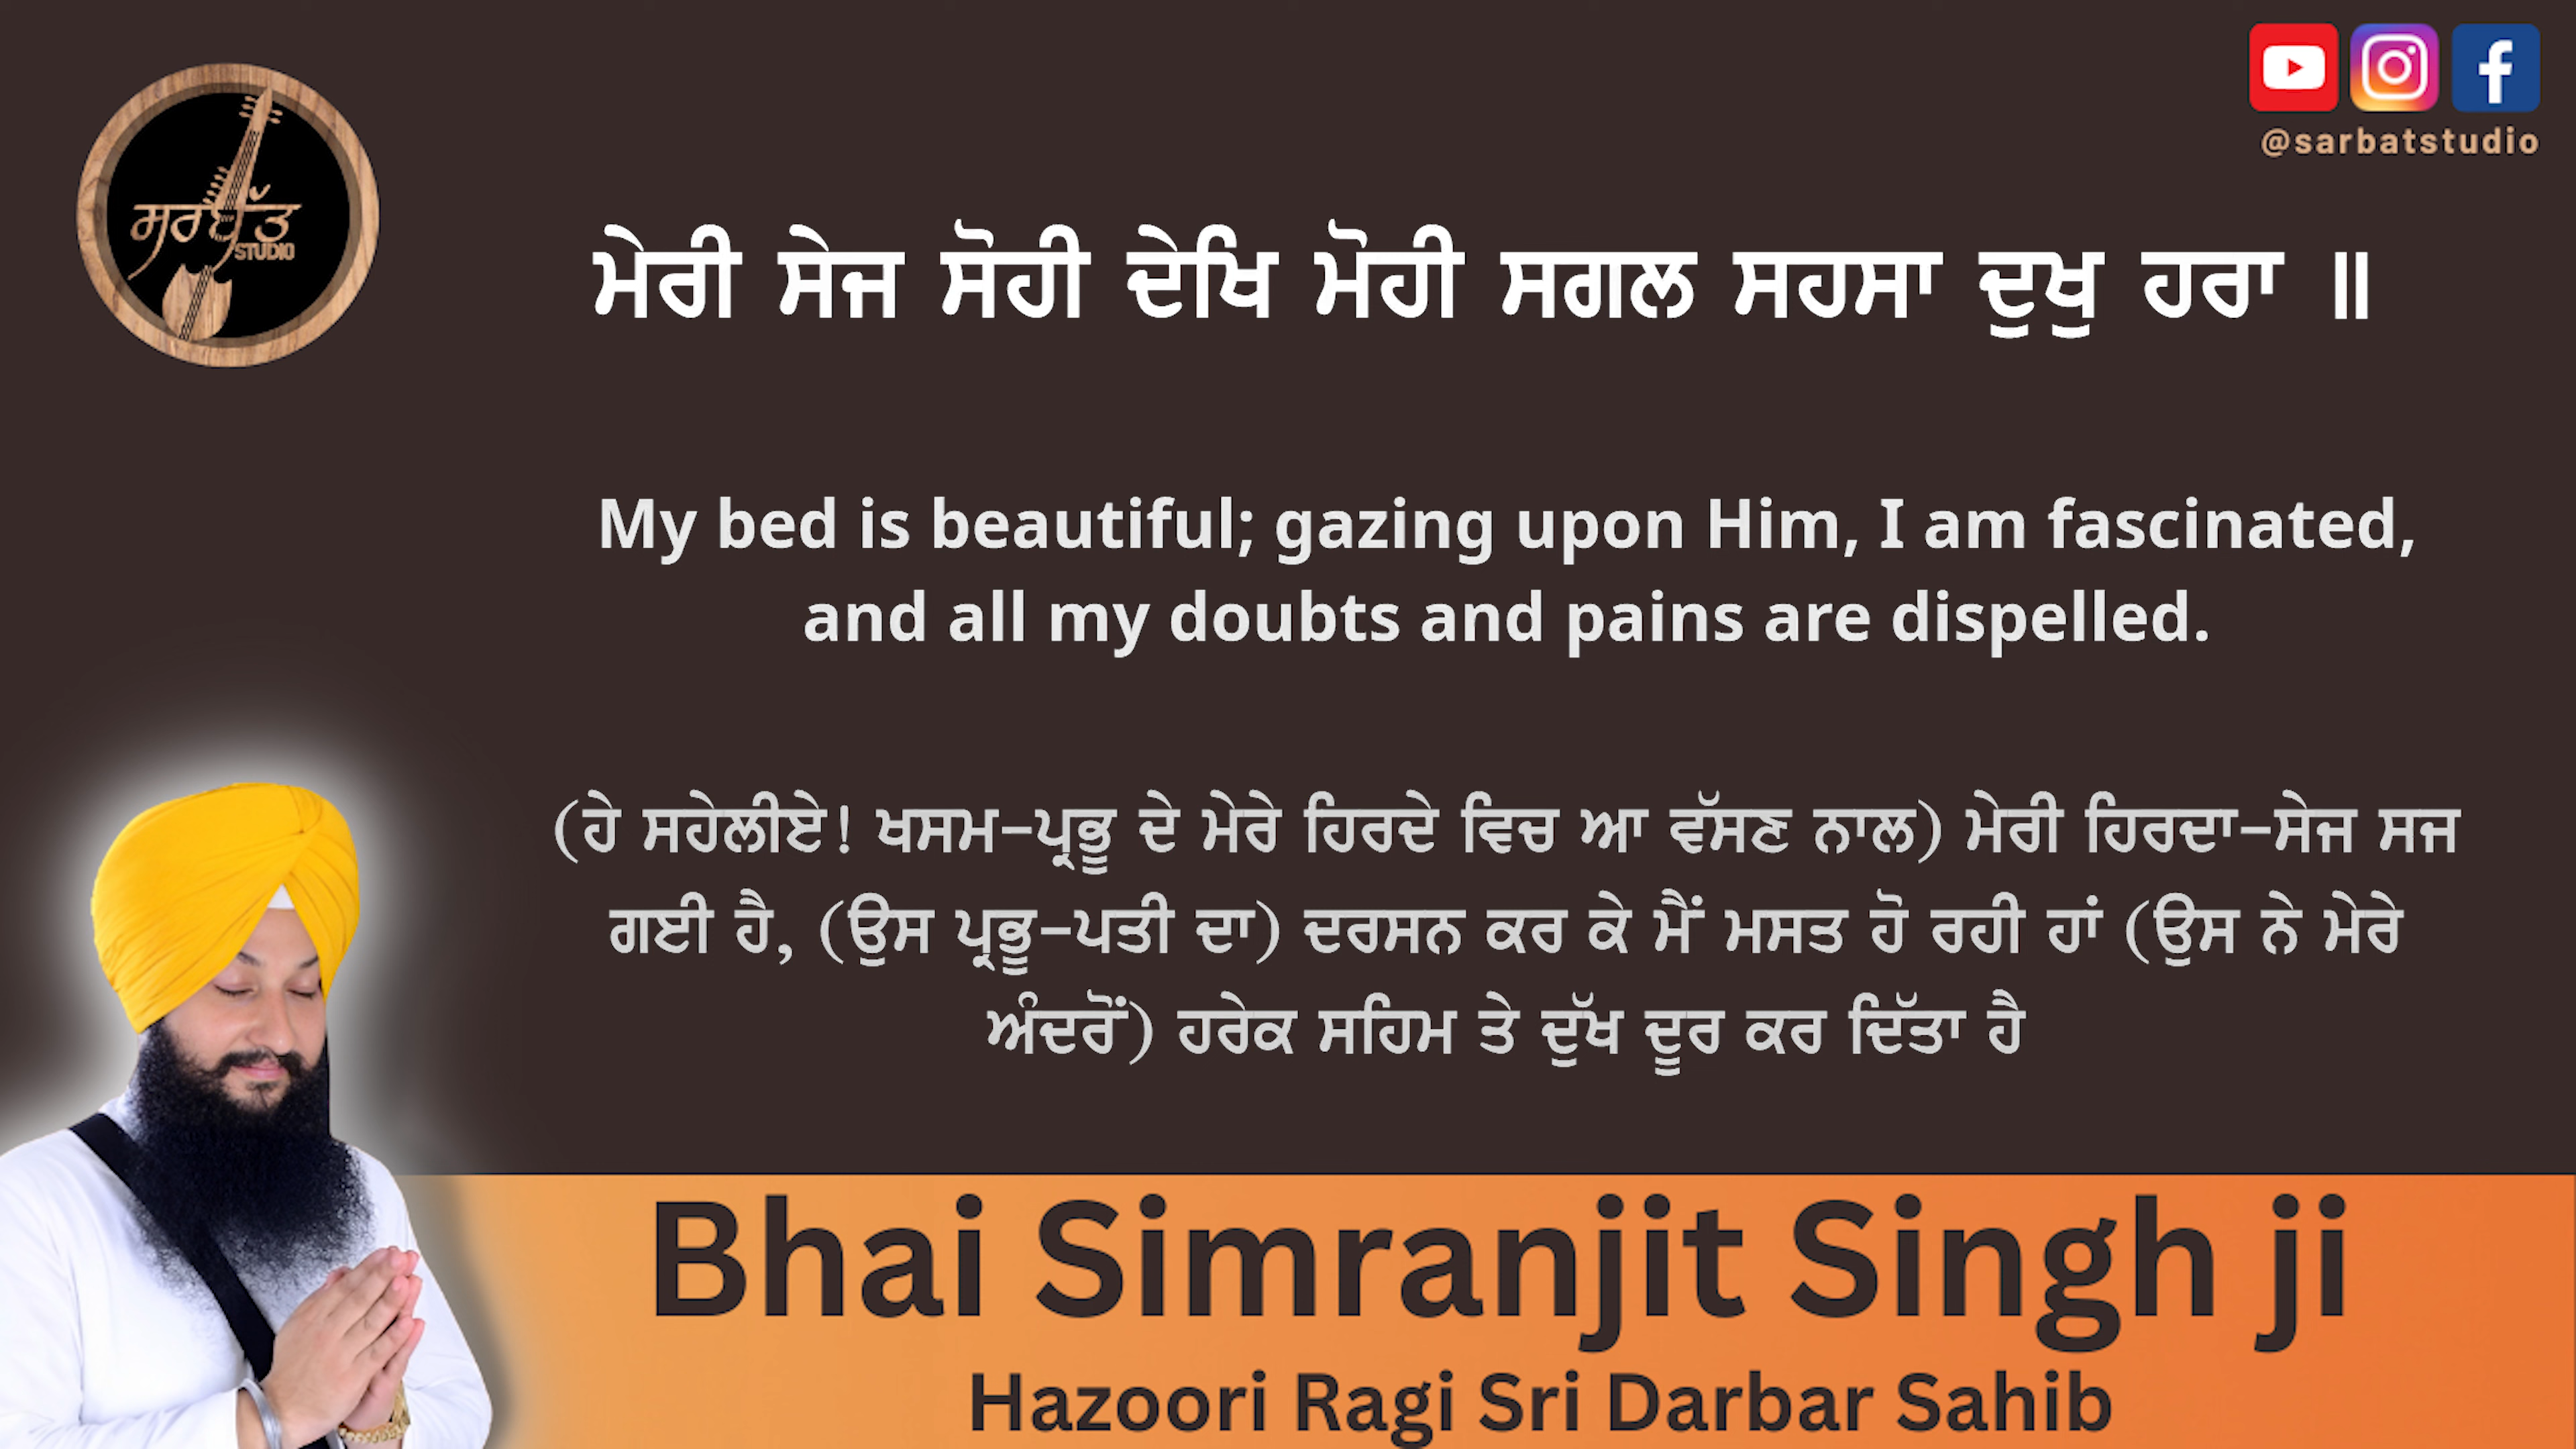 ਸਰਬੱਤ
STUDIO
@sarbatstudio
ਮੇਰੀ ਸੇਜ ਸੋਹੀ ਦੇਖਿ ਮੋਹੀ ਸਗਲ ਸਹਸਾ ਦੁਖੁ ਹਰਾ ॥
My bed is beautiful; gazing upon Him, I am fascinated,
and all my doubts and pains are dispelled.
(ਹੇ ਸਹੇਲੀਏ! ਖਸਮ-ਪ੍ਰਭੂ ਦੇ ਮੇਰੇ ਹਿਰਦੇ ਵਿਚ ਆ ਵੱਸਣ ਨਾਲ) ਮੇਰੀ ਹਿਰਦਾ-ਸੇਜ ਸਜ
ਗਈ ਹੈ, (ਉਸ ਪ੍ਰਭੂ-ਪਤੀ ਦਾ) ਦਰਸਨ ਕਰ ਕੇ ਮੈਂ ਮਸਤ ਹੋ ਰਹੀ ਹਾਂ (ਉਸ ਨੇ ਮੇਰੇ
ਅੰਦਰੋਂ) ਹਰੇਕ ਸਹਿਮ ਤੇ ਦੁੱਖ ਦੂਰ ਕਰ ਦਿੱਤਾ ਹੈ
Bhai Simranjit Singh ji
Hazoori Ragi Sri Darbar Sahib